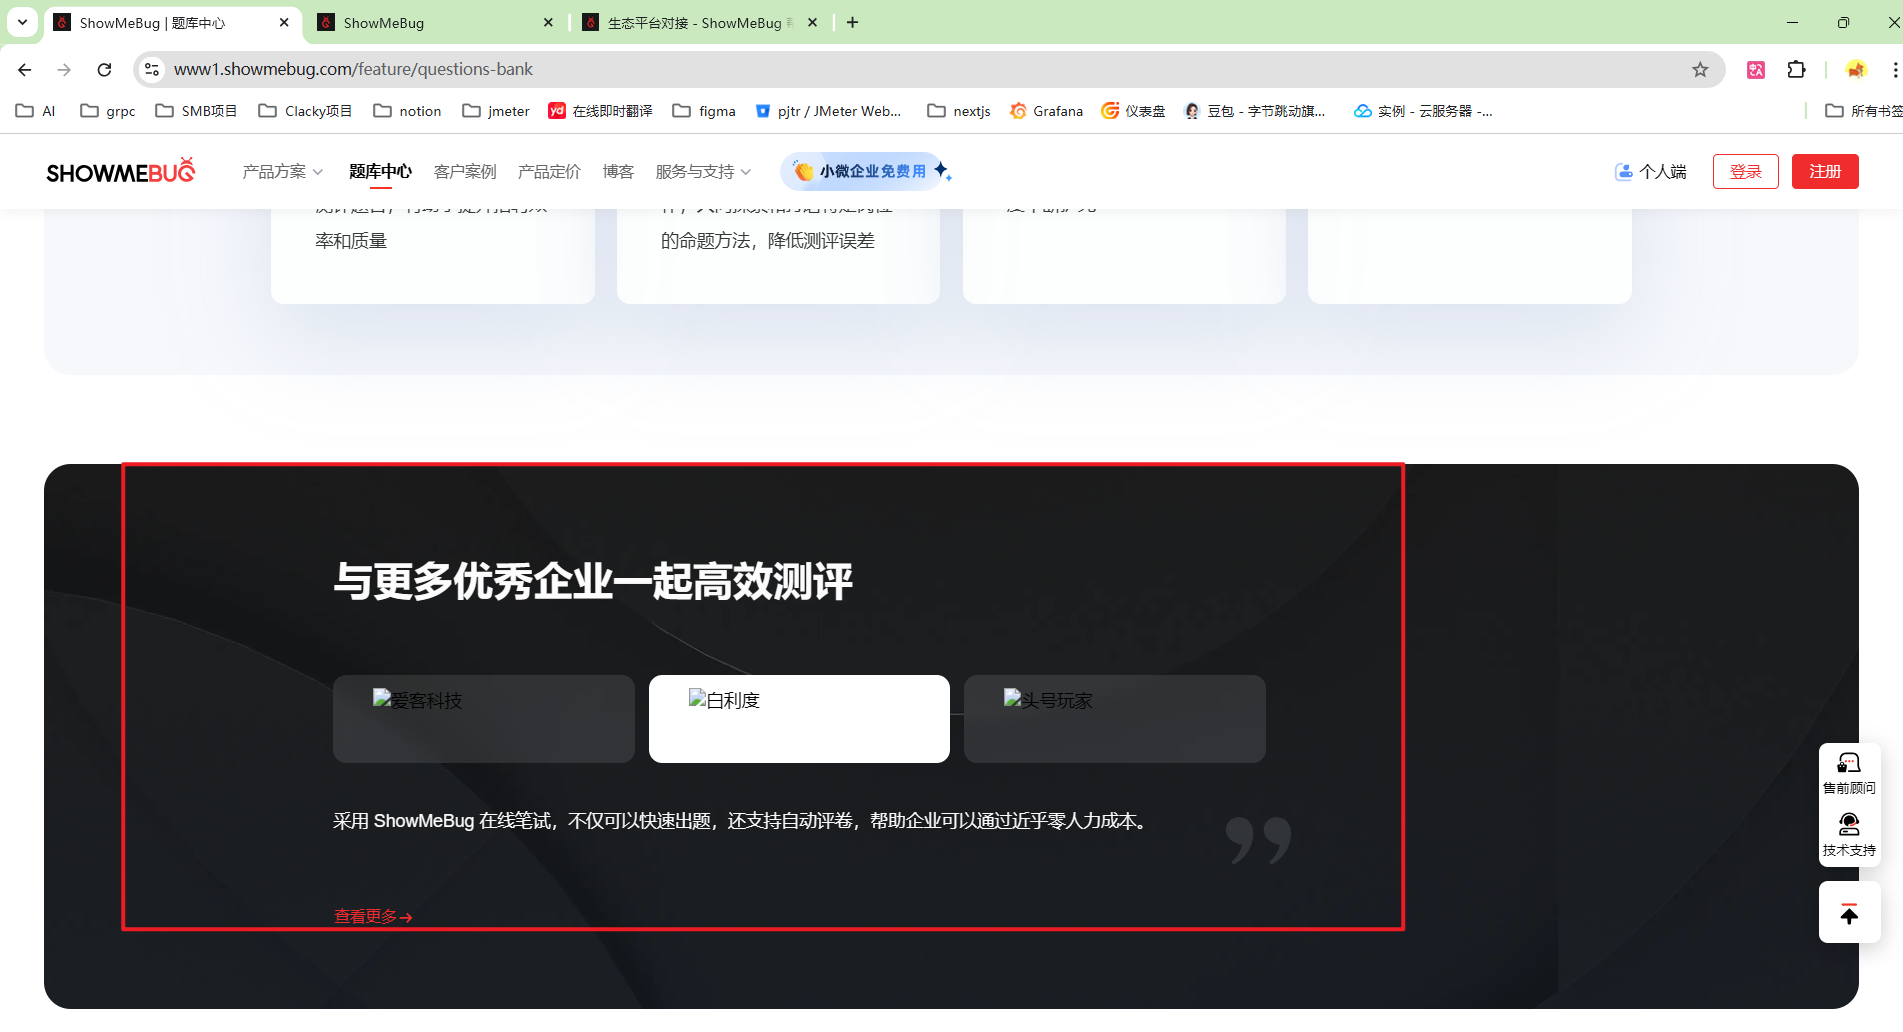 ShowMeBug | 题库中心
ShowMeBug
生态平台对接 - ShowMeBug
www1.showmebug.com/feature/questions-bank
AI
grpc
SMB项目
Clacky项目
notion
jmeter
在线即时翻译
figma
pjtr / JMeter Web...
nextjs
Grafana
仪表盘
豆包 - 字节跳动旗...
实例 - 云服务器 -...
所有书签
SHOWMEBUG
产品方案
题库中心
客户案例
产品定价
博客
服务与支持
小微企业免费用
个人端
登录
注册
率和质量
的命题方法，降低测评误差
与更多优秀企业一起高效测评
爱客科技
白利度
头号玩家
采用 ShowMeBug 在线笔试，不仅可以快速出题，还支持自动评卷，帮助企业可以通过近乎零人力成本。
查看更多→
售前顾问
技术支持